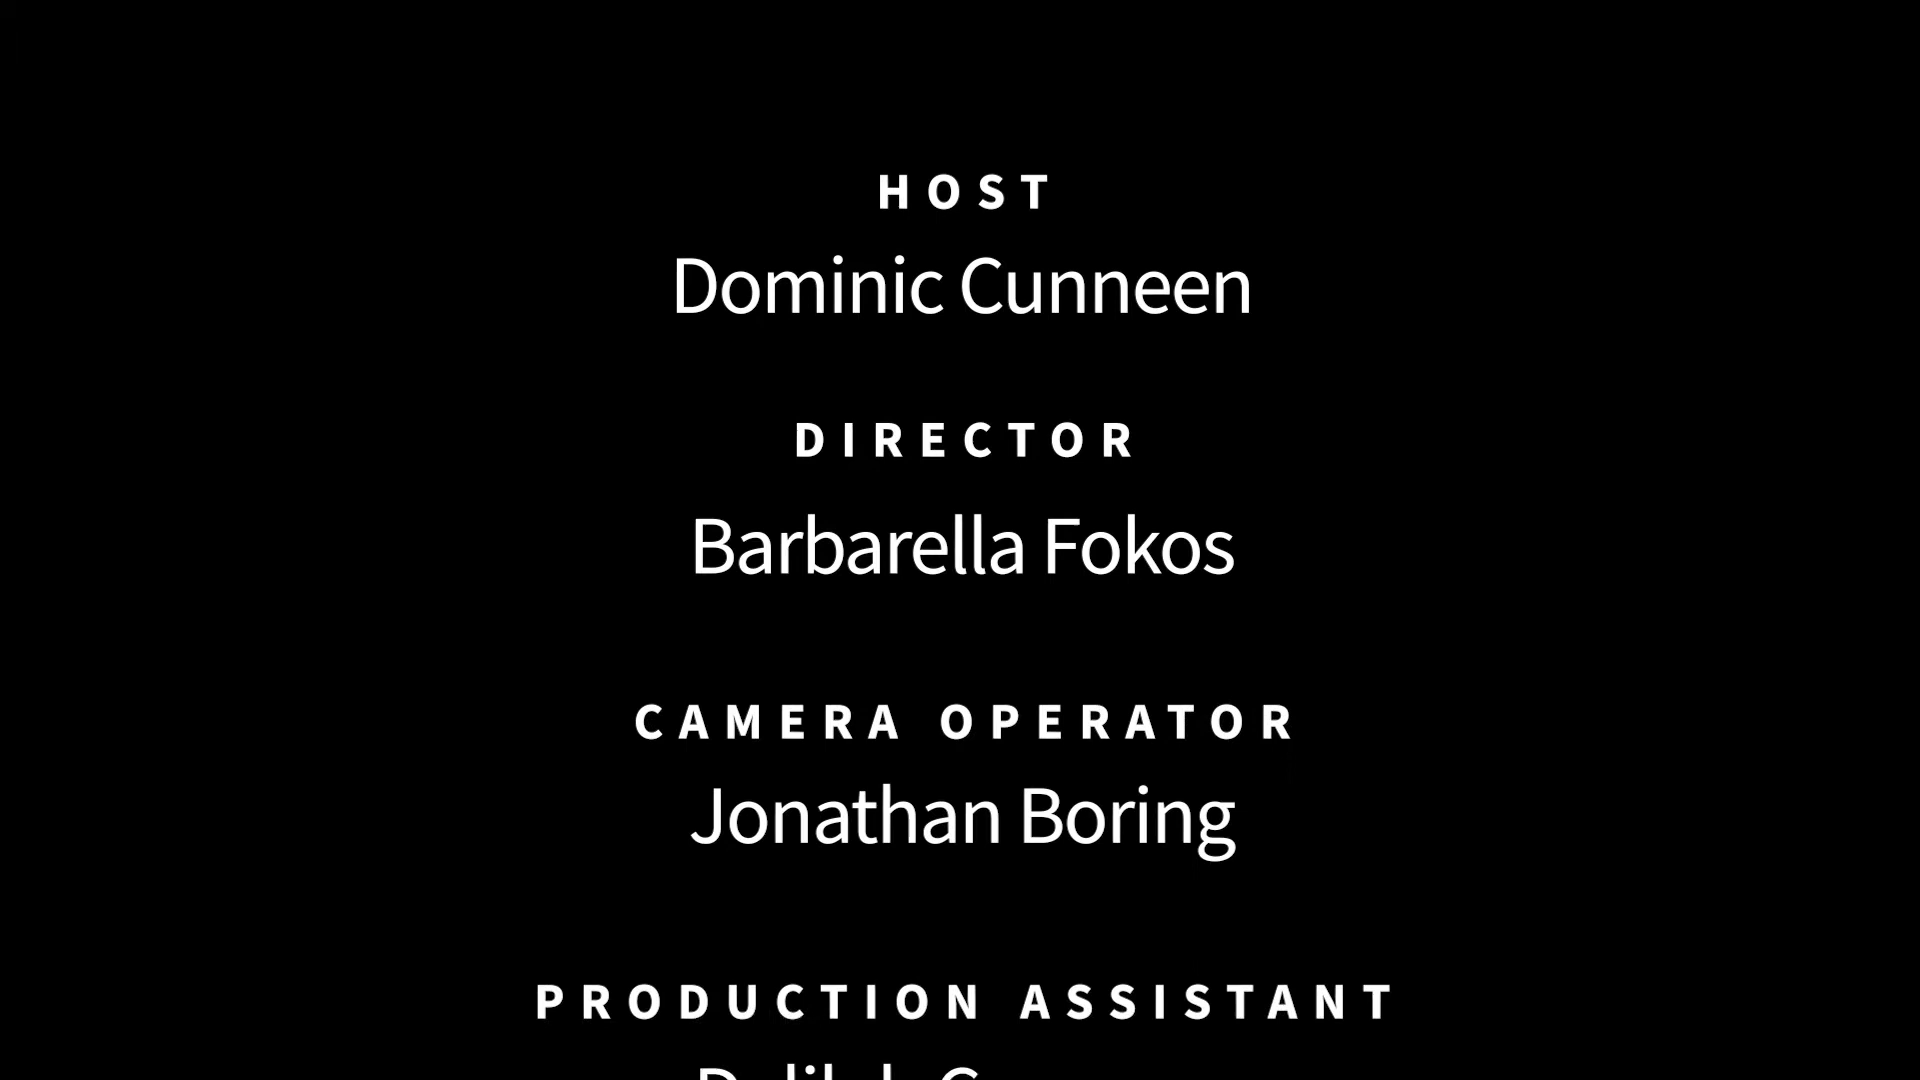 HOST
Dominic Cunneen
DIRECTOR
Barbarella Fokos
CAMERA OPERATOR
Jonathan Boring
PRODUCTION ASSISTANT